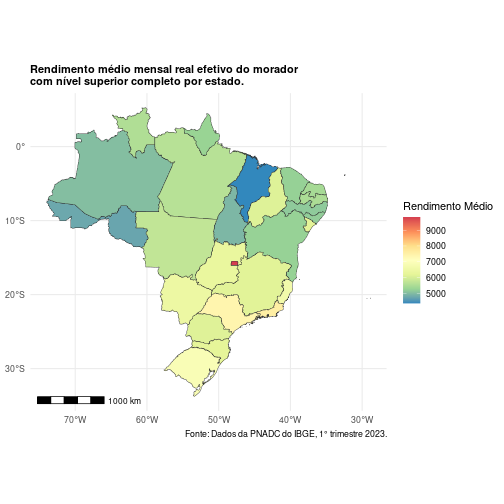 Rendimento médio mensal real efetivo do morador
com nível superior completo por estado.
0°
10°S
20°S
30°S
70°W
60°W
50°W
40°W
30°W
1000 km
Rendimento Médio
9000
8000
7000
6000
5000
Fonte: Dados da PNADC do IBGE, 1° trimestre 2023.